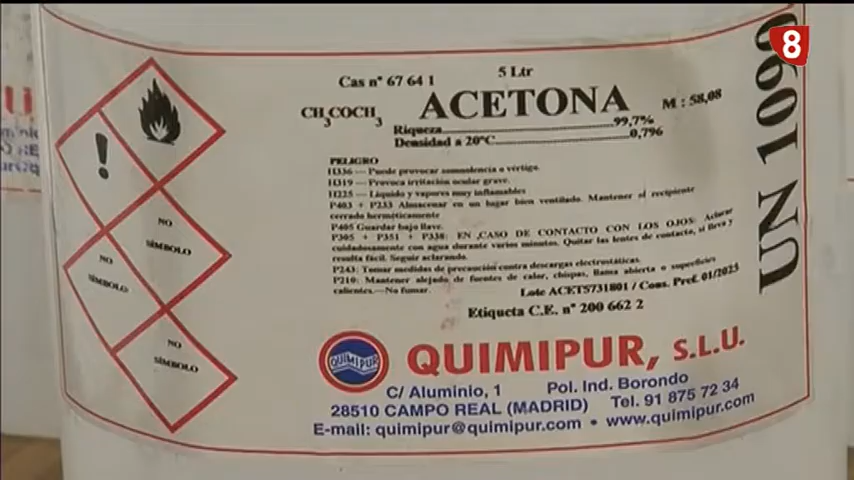 8
Cas nº 67 64 1
5 Ltr
CH3COCH3
ACETONA
M : 58,08
Riqueza 99,7%
Densidad a 20ºC 0,796
UN 1090
PELIGRO
H336 — Puede provocar somnolencia o vértigo.
H319 — Provoca irritación ocular grave.
H225 — Líquido y vapores muy inflamables
P403 + P233 Almacenar en un lugar bien ventilado. Mantener el recipiente
cerrado herméticamente
P405 Guardar bajo llave.
P305 + P351 + P338: EN CASO DE CONTACTO CON LOS OJOS: Aclarar
cuidadosamente con agua durante varios minutos. Quitar las lentes de contacto, si lleva y
resulta fácil. Seguir aclarando.
P243: Tomar medidas de precaución contra descargas electrostáticas.
P210: Mantener alejado de fuentes de calor, chispas, llama abierta o superficies
calientes.—No fumar.
Lote ACET5731801 / Cons. Pref. 01/2023
Etiqueta C.E. nº 200 662 2
!
NO
SÍMBOLO
NO
SÍMBOLO
NO
SÍMBOLO
QUIMIPUR
QUIMIPUR, S.L.U.
C/ Aluminio, 1 Pol. Ind. Borondo
28510 CAMPO REAL (MADRID) Tel. 91 875 72 34
E-mail: quimipur@quimipur.com • www.quimipur.com